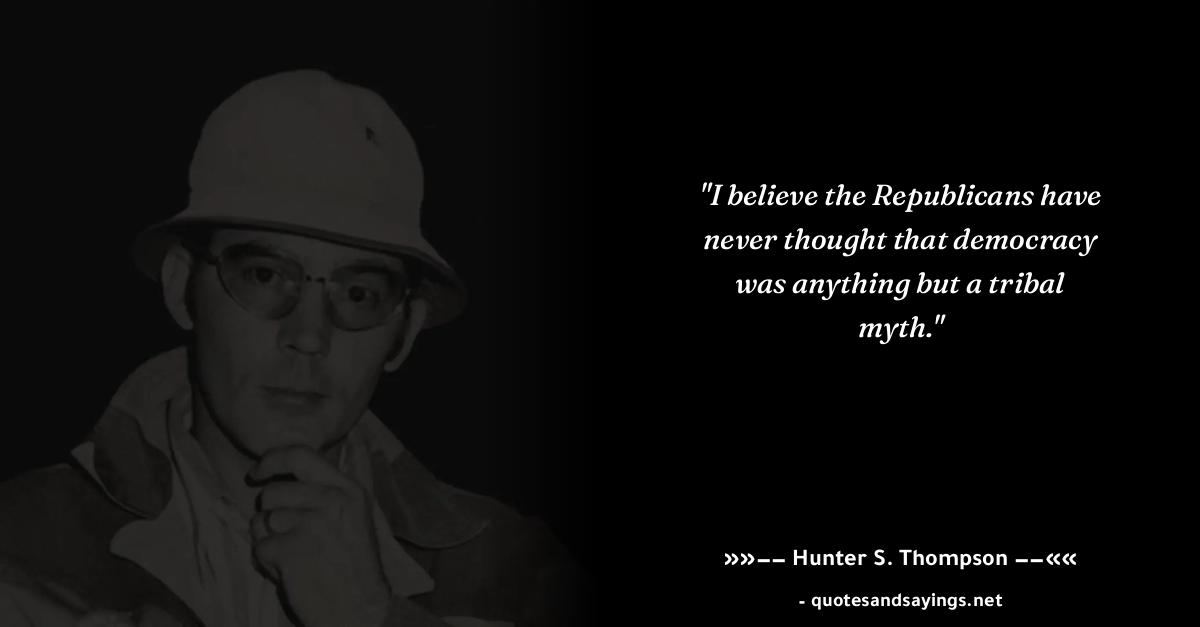 "I believe the Republicans have
never thought that democracy
was anything but a tribal
myth."
»»−− Hunter S. Thompson −−««
- quotesandsayings.net